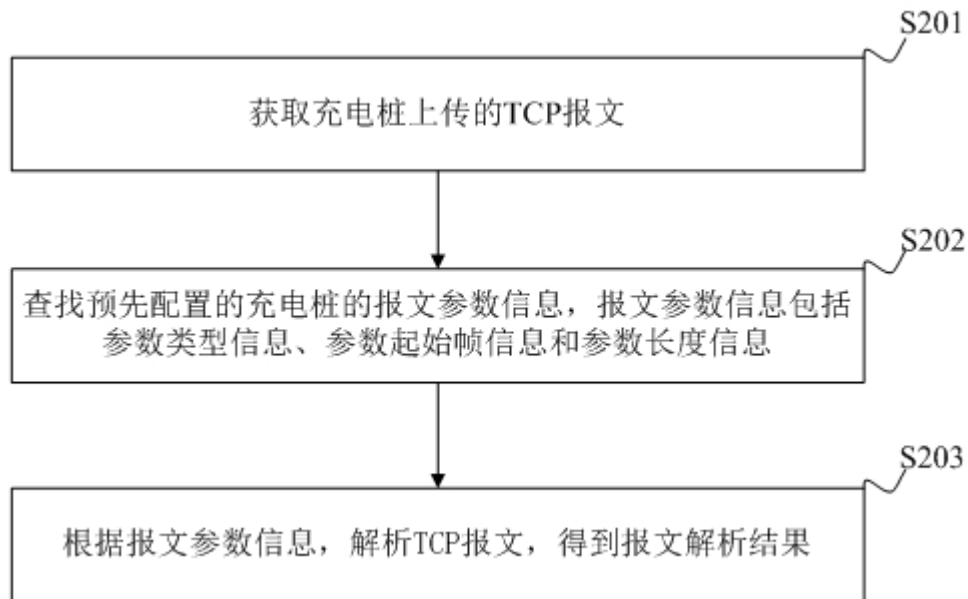 S201
获取充电桩上传的TCP报文
S202
查找预先配置的充电桩的报文参数信息，报文参数信息包括
参数类型信息、参数起始帧信息和参数长度信息
S203
根据报文参数信息，解析TCP报文，得到报文解析结果